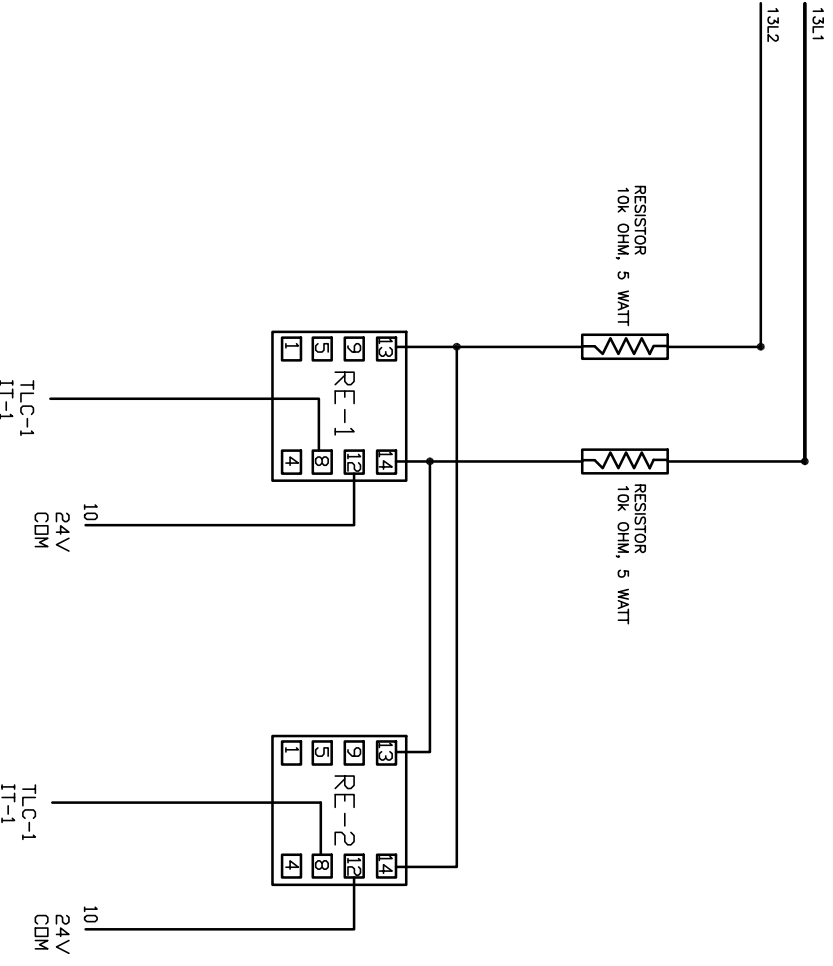 13L1
13L2
RESISTOR
10k OHM, 5 WATT
RESISTOR
10k OHM, 5 WATT
13
9
5
1
RE-1
14
12
8
4
TLC-1
IT-1
10
24V
COM
13
9
5
1
RE-2
14
12
8
4
TLC-1
IT-1
10
24V
COM